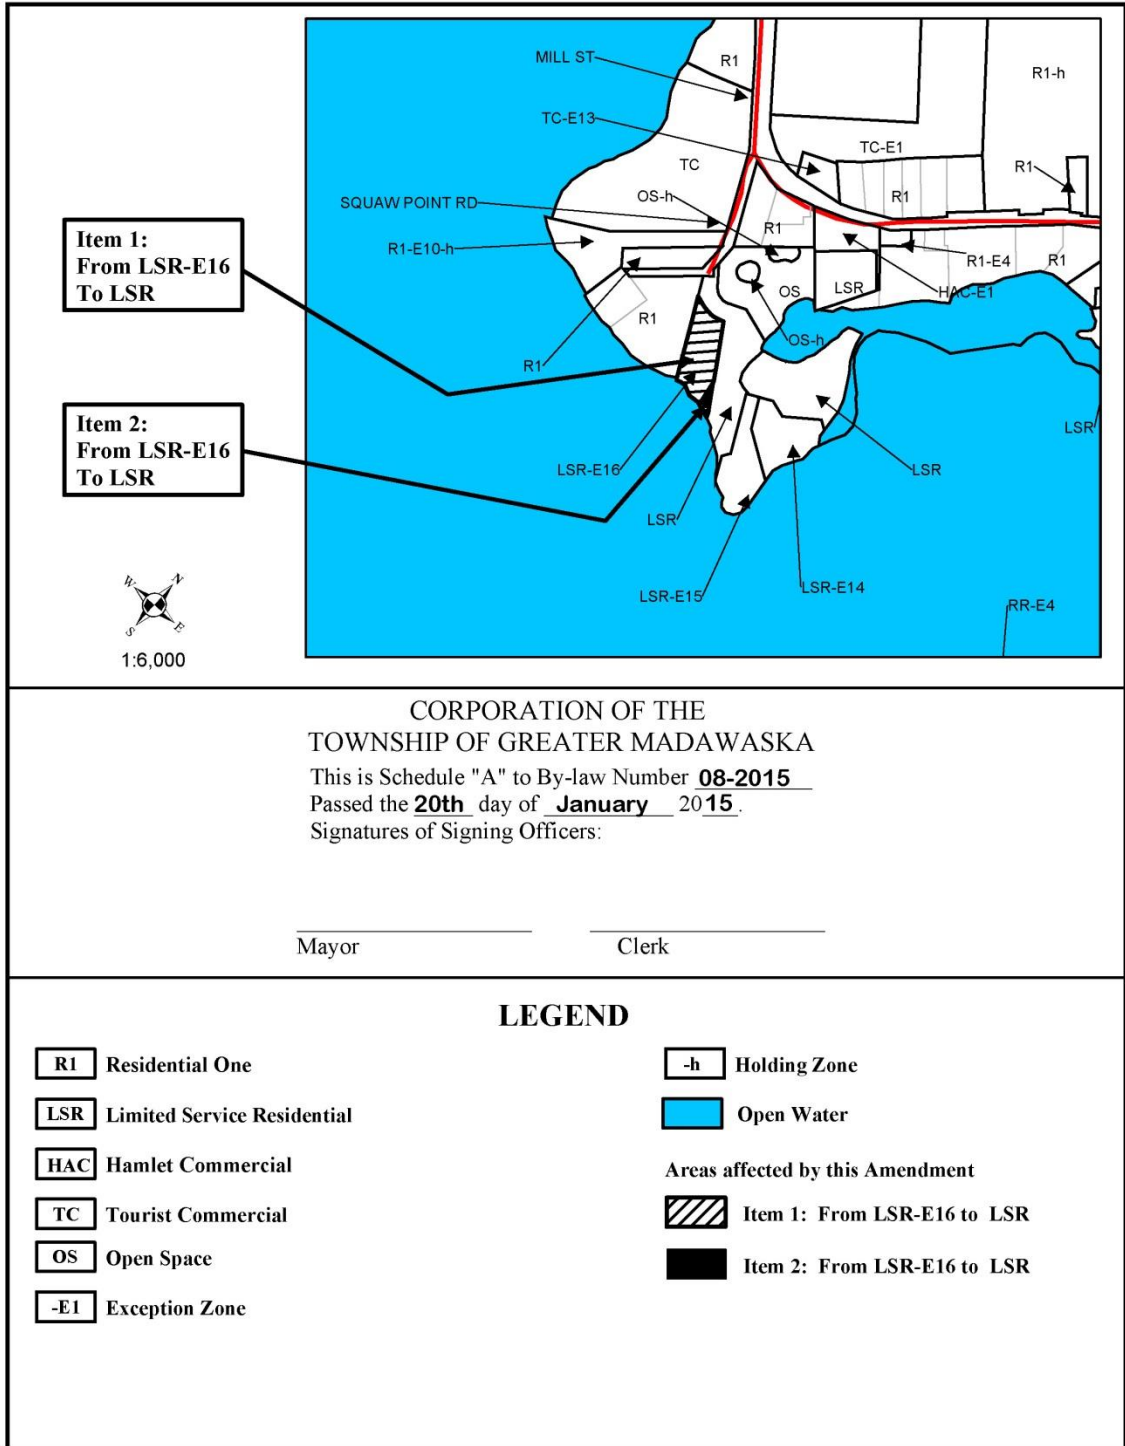 MILL ST
R1
R1-h
TC-E13
TC-E1
TC
R1
R1
SQUAW POINT RD
OS-h
R1
R1-E10-h
R1-E4
R1
Item 1:
From LSR-E16
To LSR
OS
LSR
HAC-E1
R1
OS-h
R1
Item 2:
From LSR-E16
To LSR
LSR-E16
LSR
LSR
LSR
LSR-E15
LSR-E14
RR-E4
W
N
S
E
1:6,000
CORPORATION OF THE
TOWNSHIP OF GREATER MADAWASKA
This is Schedule "A" to By-law Number 08-2015
Passed the 20th day of January 2015.
Signatures of Signing Officers:
Mayor
Clerk
LEGEND
R1 Residential One
LSR Limited Service Residential
HAC Hamlet Commercial
TC Tourist Commercial
OS Open Space
-E1 Exception Zone
-h Holding Zone
Open Water
Areas affected by this Amendment
Item 1: From LSR-E16 to LSR
Item 2: From LSR-E16 to LSR